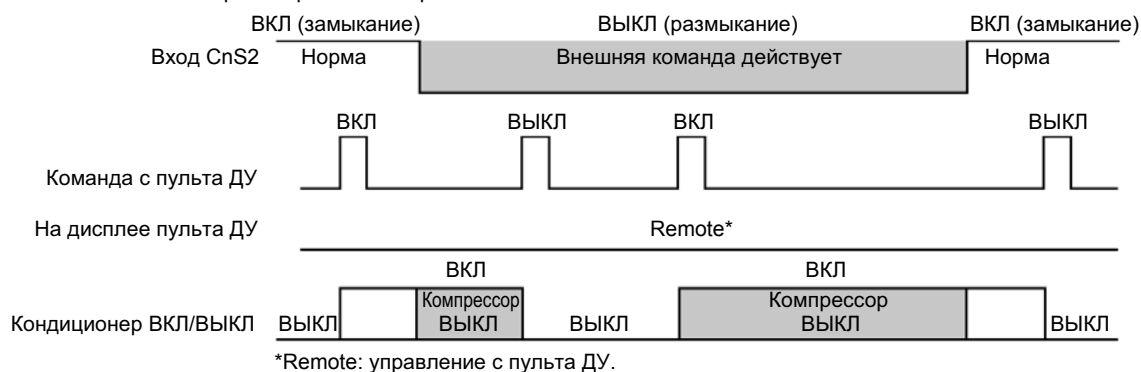 ВКЛ (замыкание) ВЫКЛ (размыкание) ВКЛ (замыкание)
Вход CnS2 Норма Внешняя команда действует Норма
ВКЛ ВЫКЛ ВКЛ ВЫКЛ
Команда с пульта ДУ
На дисплее пульта ДУ Remote*
ВКЛ ВКЛ
Компрессор Компрессор
Кондиционер ВКЛ/ВЫКЛ ВЫКЛ ВЫКЛ ВЫКЛ ВЫКЛ ВЫКЛ
*Remote: управление с пульта ДУ.